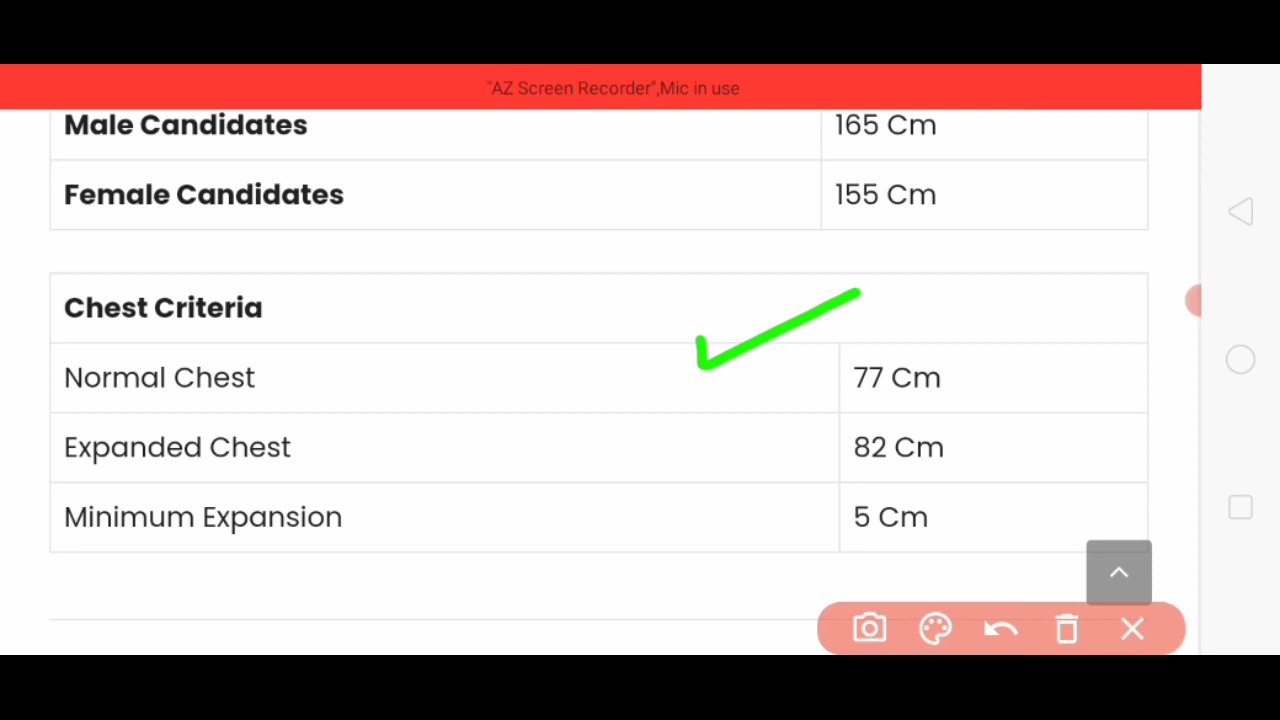 "AZ Screen Recorder",Mic in use
Male Candidates 165 Cm
Female Candidates 155 Cm
Chest Criteria
Normal Chest 77 Cm
Expanded Chest 82 Cm
Minimum Expansion 5 Cm